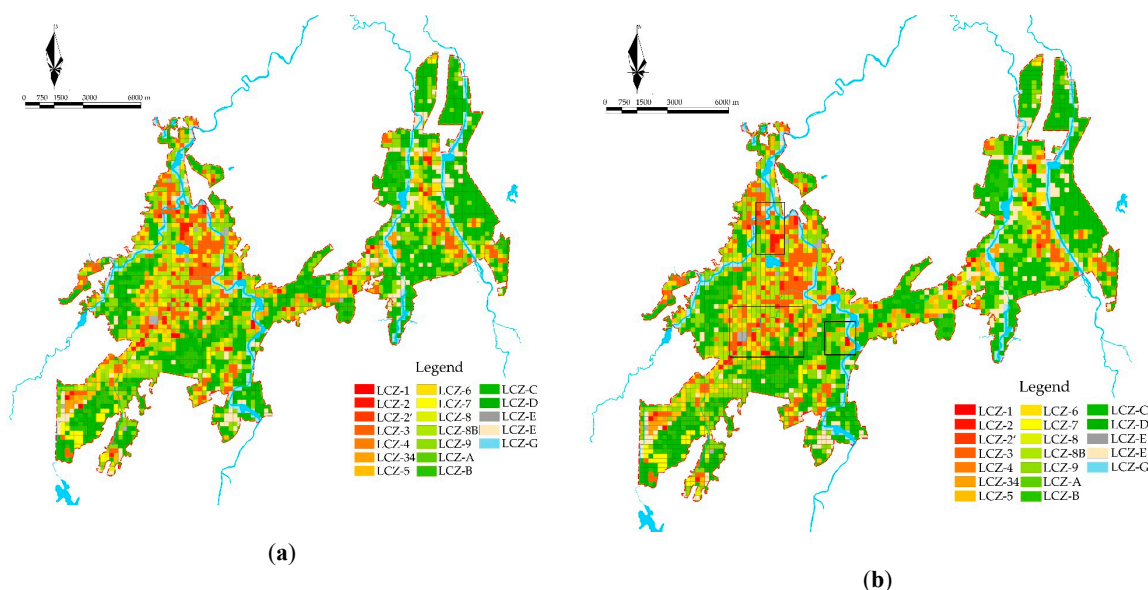 0 750 1500 3000 6000 m
Legend
LCZ-1 LCZ-6 LCZ-C
LCZ-2 LCZ-7 LCZ-D
LCZ-2' LCZ-8 LCZ-E
LCZ-3 LCZ-8B LCZ-E
LCZ-4 LCZ-9 LCZ-G
LCZ-34 LCZ-A
LCZ-5 LCZ-B
(a)
0 750 1500 3000 6000 m
Legend
LCZ-1 LCZ-6 LCZ-C
LCZ-2 LCZ-7 LCZ-D
LCZ-2' LCZ-8 LCZ-E
LCZ-3 LCZ-8B LCZ-E
LCZ-4 LCZ-9 LCZ-G
LCZ-34 LCZ-A
LCZ-5 LCZ-B
(b)